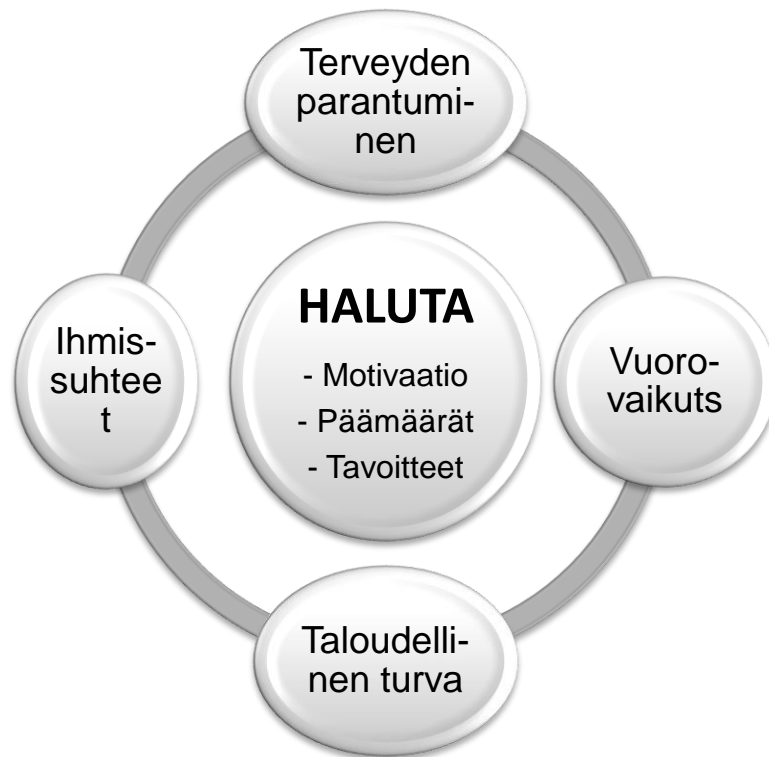 Terveyden
parantumi-
nen
HALUTA
- Motivaatio
- Päämäärät
- Tavoitteet
Ihmis-
suhtee
t
Vuoro-
vaikuts
Taloudelli-
nen turva